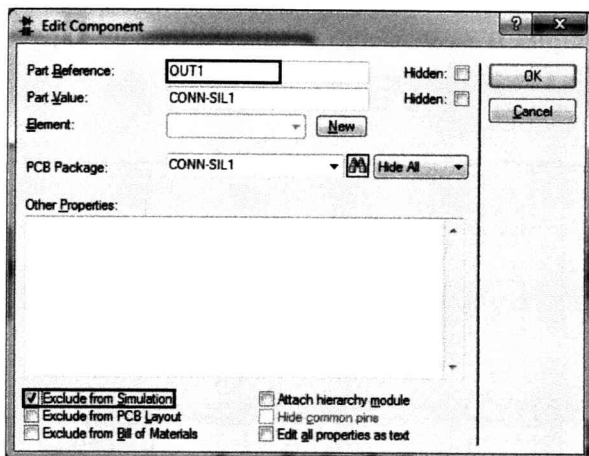 Edit Component
?
Part Reference: OUT1 Hidden: OK
Part Value: CONN-SIL1 Hidden: Cancel
Element: New
PCB Package: CONN-SIL1 Hide All
Other Properties:
Exclude from Simulation Attach hierarchy module
Exclude from PCB Layout Hide common pins
Exclude from Bill of Materials Edit all properties as text